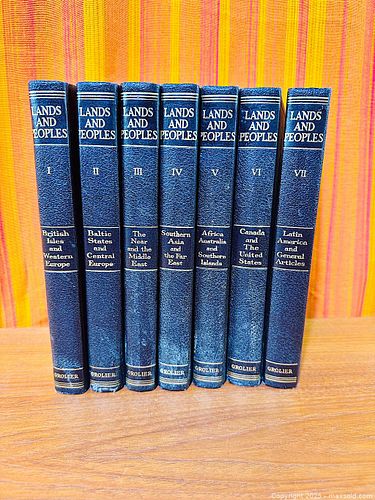 LANDS
AND
PEOPLES
I
British
Isles
and
Western
Europe
GROLIER
LANDS
AND
PEOPLES
II
Baltic
States
and
Central
Europe
GROLIER
LANDS
AND
PEOPLES
III
The
Near
and the
Middle
East
GROLIER
LANDS
AND
PEOPLES
IV
Southern
Asia
and the
Far East
GROLIER
LANDS
AND
PEOPLES
V
Africa
Australia
and
Southern
Islands
GROLIER
LANDS
AND
PEOPLES
VI
Canada
and
The
United
States
GROLIER
LANDS
AND
PEOPLES
VII
Latin
America
and
General
Articles
GROLIER
Copyright 2025 - maxsold.com